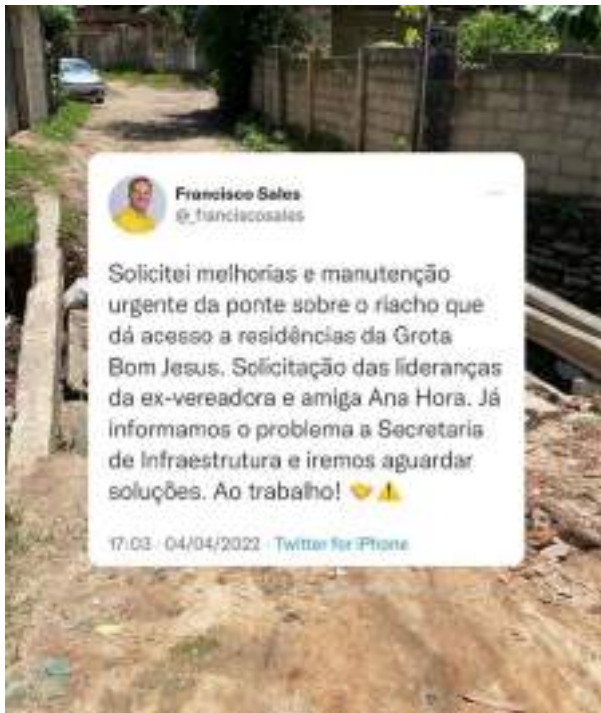 Francisco Sales
@_franciscosales
Solicitei melhorias e manutenção
urgente da ponte sobre o riacho que
dá acesso a residências da Grota
Bom Jesus. Solicitação das lideranças
da ex-vereadora e amiga Ana Hora. Já
informamos o problema a Secretaria
de Infraestrutura e iremos aguardar
soluções. Ao trabalho! 🤝⚠️
17:03 · 04/04/2022 · Twitter for iPhone